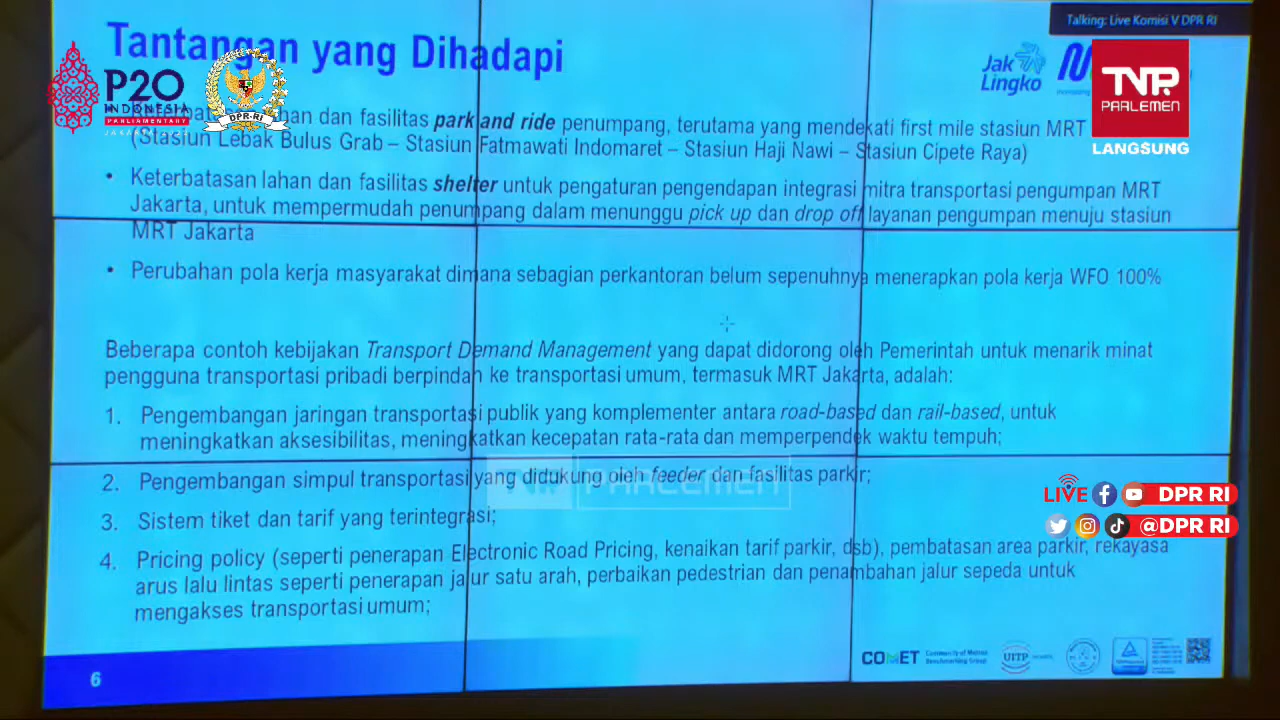 Talking: Live Komisi V DPR RI
Tantangan yang Dihadapi
Jak
Lingko
P20
INDONESIA
PARLIAMENTARY
DPR-RI
TVP.
PARLEMEN
LANGSUNG
dan fasilitas park and ride penumpang, terutama yang mendekati first mile stasiun MRT
(Stasiun Lebak Bulus Grab – Stasiun Fatmawati Indomaret – Stasiun Haji Nawi – Stasiun Cipete Raya)
• Keterbatasan lahan dan fasilitas shelter untuk pengaturan pengendapan integrasi mitra transportasi pengumpan MRT
Jakarta, untuk mempermudah penumpang dalam menunggu pick up dan drop off layanan pengumpan menuju stasiun
MRT Jakarta
• Perubahan pola kerja masyarakat dimana sebagian perkantoran belum sepenuhnya menerapkan pola kerja WFO 100%
Beberapa contoh kebijakan Transport Demand Management yang dapat didorong oleh Pemerintah untuk menarik minat
pengguna transportasi pribadi berpindah ke transportasi umum, termasuk MRT Jakarta, adalah:
1. Pengembangan jaringan transportasi publik yang komplementer antara road-based dan rail-based, untuk
meningkatkan aksesibilitas, meningkatkan kecepatan rata-rata dan memperpendek waktu tempuh;
2. Pengembangan simpul transportasi yang didukung oleh feeder dan fasilitas parkir;
TVP PARLEMEN
LIVE DPR RI
3. Sistem tiket dan tarif yang terintegrasi;
@DPR RI
4. Pricing policy (seperti penerapan Electronic Road Pricing, kenaikan tarif parkir, dsb), pembatasan area parkir, rekayasa
arus lalu lintas seperti penerapan jalur satu arah, perbaikan pedestrian dan penambahan jalur sepeda untuk
mengakses transportasi umum;
6
COMET
Community of Metros
Benchmarking Group
UITP